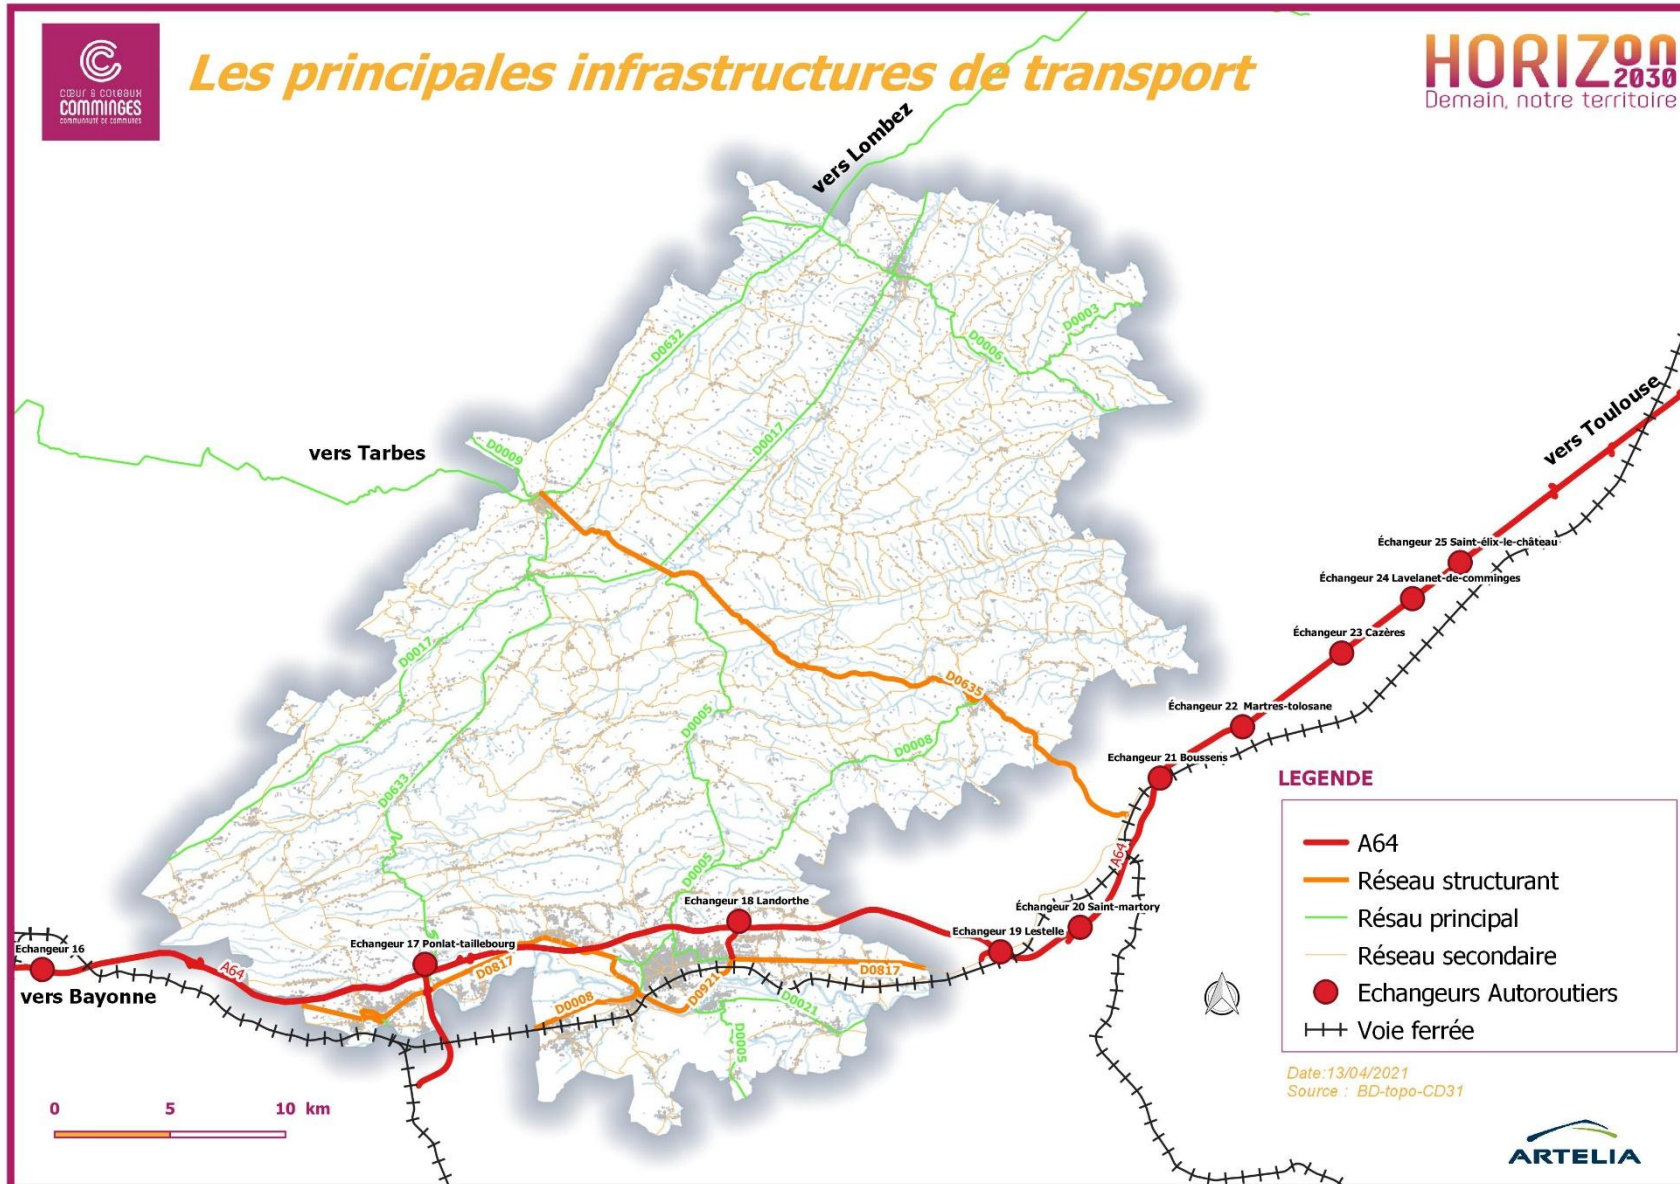 CŒUR & COTEAUX
COMMINGES
COMMUNAUTÉ DE COMMUNES
Les principales infrastructures de transport
HORIZON
2030
Demain, notre territoire
vers Lombez
D0632
D0003
D0006
D0017
vers Toulouse
vers Tarbes
D0009
Échangeur 25 Saint-élix-le-château
Échangeur 24 Lavelanet-de-comminges
Échangeur 23 Cazères
D0017
D0635
Échangeur 22 Martres-tolosane
D0005
D0008
Echangeur 21 Boussens
D0633
A64
D0005
Echangeur 18 Landorthe
Échangeur 20 Saint-martory
Echangeur 19 Lestelle
Echangeur 17 Ponlat-taillebourg
Echangeur 16
A64
D0817
D0817
vers Bayonne
D0008
D0921
D0021
D0005
LEGENDE
A64
Réseau structurant
Résau principal
Réseau secondaire
Echangeurs Autoroutiers
Voie ferrée
Date:13/04/2021
Source : BD-topo-CD31
0 5 10 km
ARTELIA